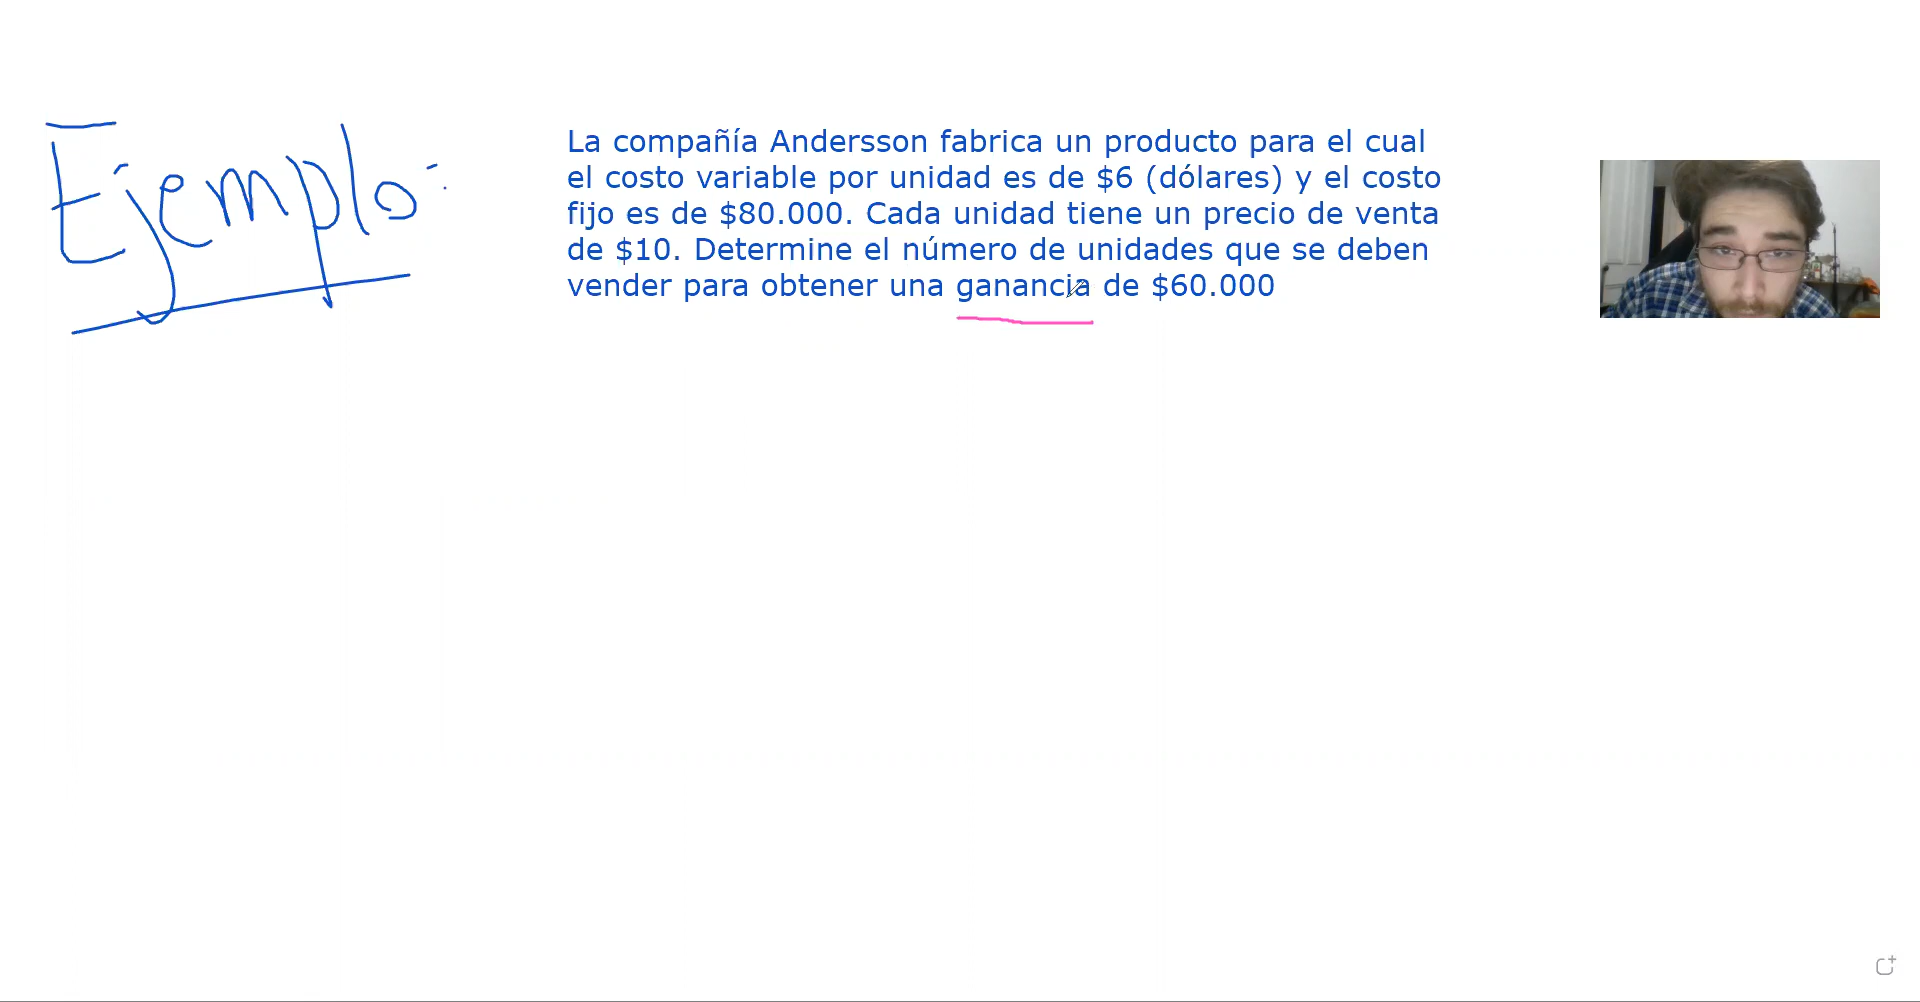 Ejemplo:
La compañía Andersson fabrica un producto para el cual
el costo variable por unidad es de $6 (dólares) y el costo
fijo es de $80.000. Cada unidad tiene un precio de venta
de $10. Determine el número de unidades que se deben
vender para obtener una ganancia de $60.000